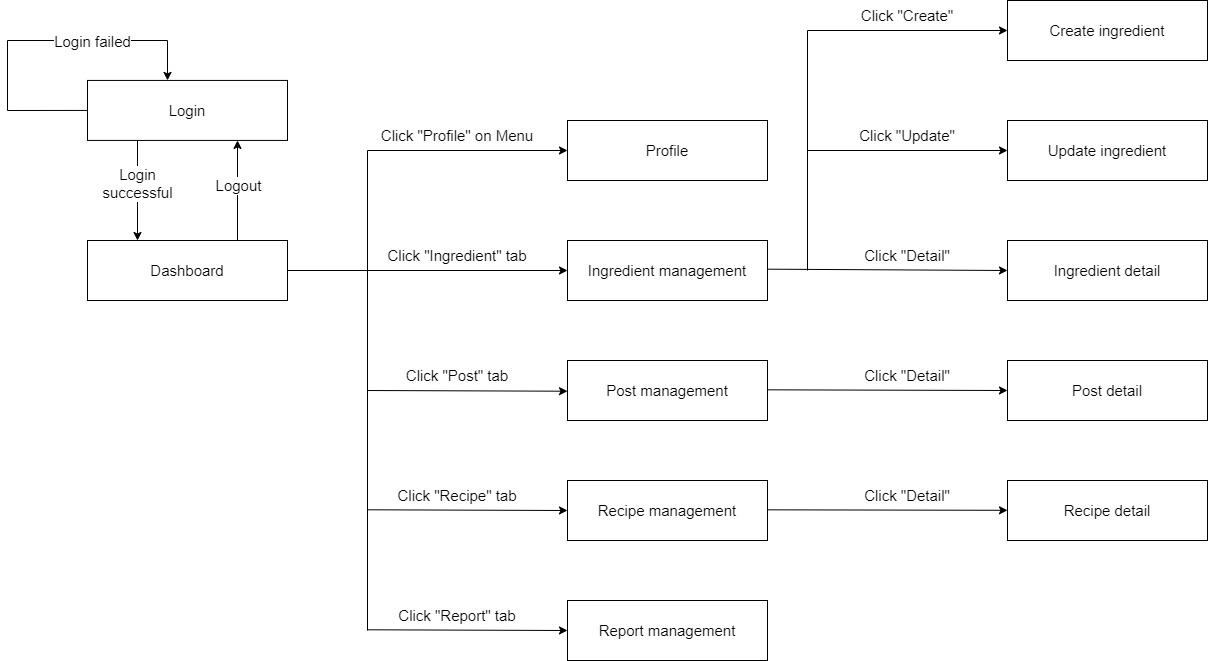 Click "Create"
Create ingredient
Login failed
Login
Click "Profile" on Menu
Profile
Click "Update"
Update ingredient
Login
successful
Logout
Dashboard
Click "Ingredient" tab
Ingredient management
Click "Detail"
Ingredient detail
Click "Post" tab
Post management
Click "Detail"
Post detail
Click "Recipe" tab
Recipe management
Click "Detail"
Recipe detail
Click "Report" tab
Report management